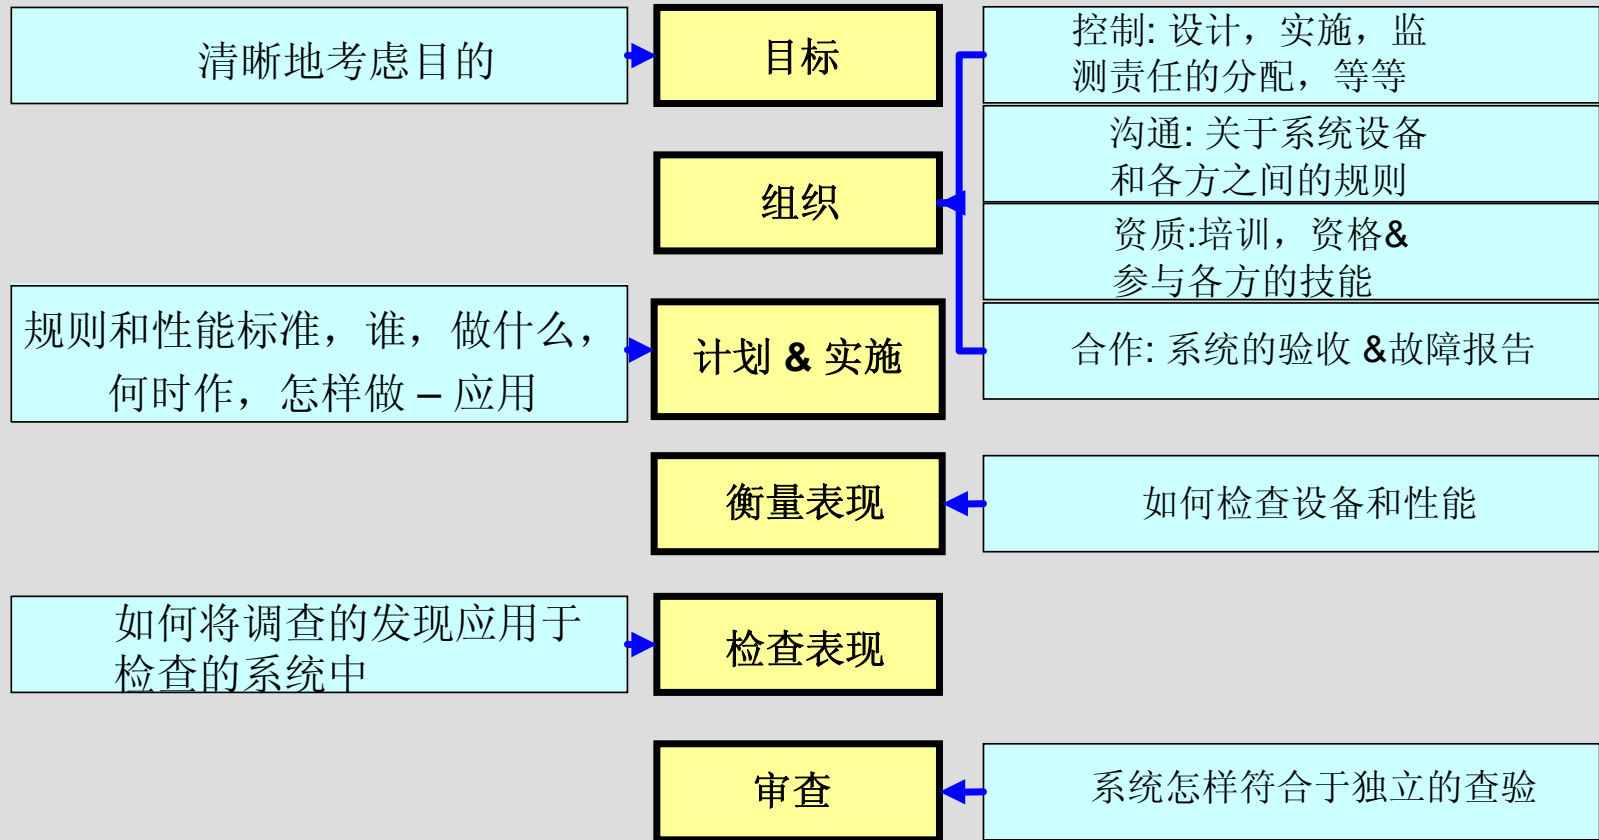 清晰地考虑目的
目标
控制: 设计，实施，监
测责任的分配，等等
沟通: 关于系统设备
和各方之间的规则
组织
资质:培训，资格&
参与各方的技能
规则和性能标准，谁，做什么，
何时作，怎样做 – 应用
计划 & 实施
合作: 系统的验收 &故障报告
衡量表现
如何检查设备和性能
如何将调查的发现应用于
检查的系统中
检查表现
审查
系统怎样符合于独立的查验